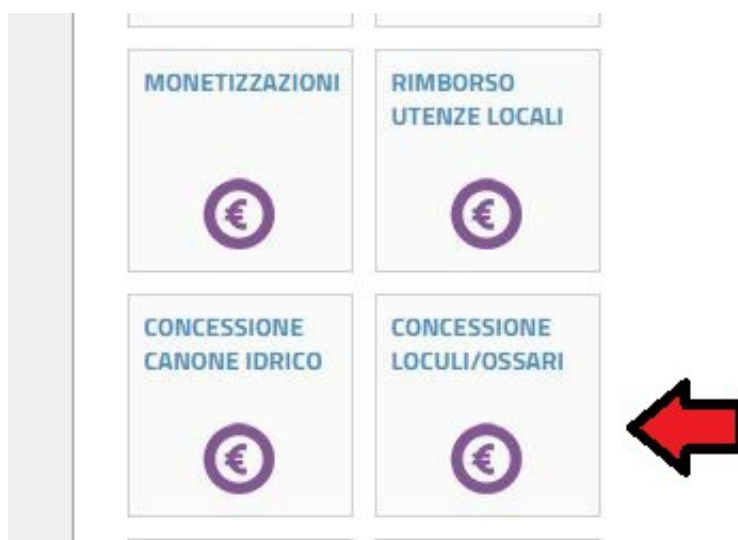 MONETIZZAZIONI
RIMBORSO
UTENZE LOCALI
€
€
CONCESSIONE
CANONE IDRICO
CONCESSIONE
LOCULI/OSSARI
€
€